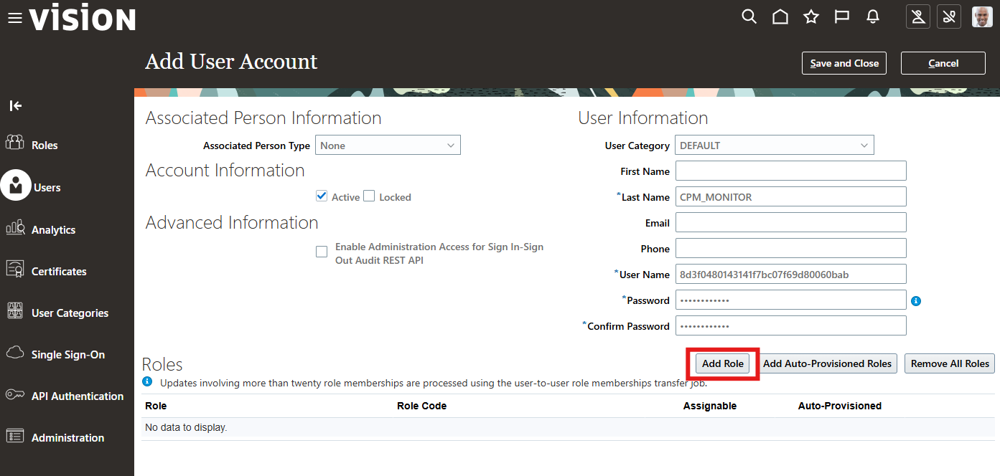 vision
Add User Account
Save and Close
Cancel
Roles
Users
Analytics
Certificates
User Categories
Single Sign-On
API Authentication
Administration
Associated Person Information
Associated Person Type None
Account Information
Active Locked
Advanced Information
Enable Administration Access for Sign In-Sign
Out Audit REST API
User Information
User Category DEFAULT
First Name
*Last Name CPM_MONITOR
Email
Phone
*User Name 8d3f0480143141f7bc07f69d80060bab
*Password ••••••••••••
*Confirm Password ••••••••••••
Roles
Add Role Add Auto-Provisioned Roles Remove All Roles
Updates involving more than twenty role memberships are processed using the user-to-user role memberships transfer job.
Role Role Code Assignable Auto-Provisioned
No data to display.